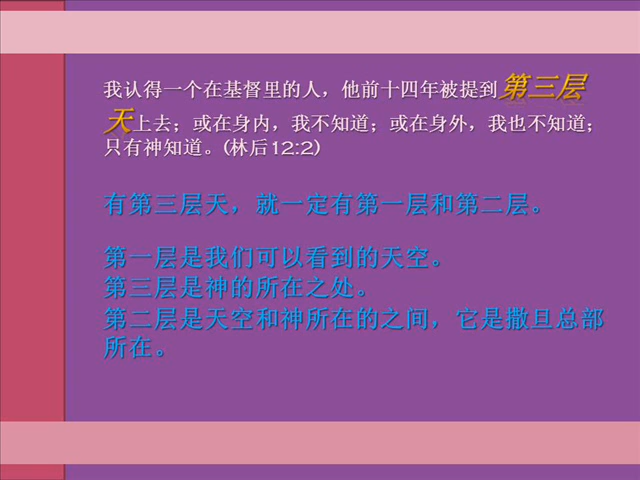 我认得一个在基督里的人，他前十四年被提到第三层
天上去；或在身内，我不知道；或在身外，我也不知道；
只有神知道。(林后12:2)
有第三层天，就一定有第一层和第二层。
第一层是我们可以看到的天空。
第三层是神的所在之处。
第二层是天空和神所在的之间，它是撒旦总部
所在。